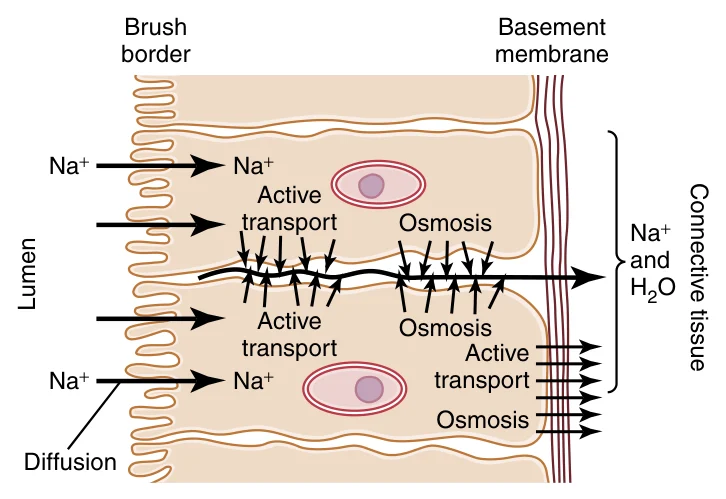 Brush
border
Basement
membrane
Na⁺
Na⁺
Active
transport
Osmosis
Lumen
Na⁺
and
H₂O
Connective tissue
Active
transport
Osmosis
Active
transport
Na⁺
Na⁺
Osmosis
Diffusion